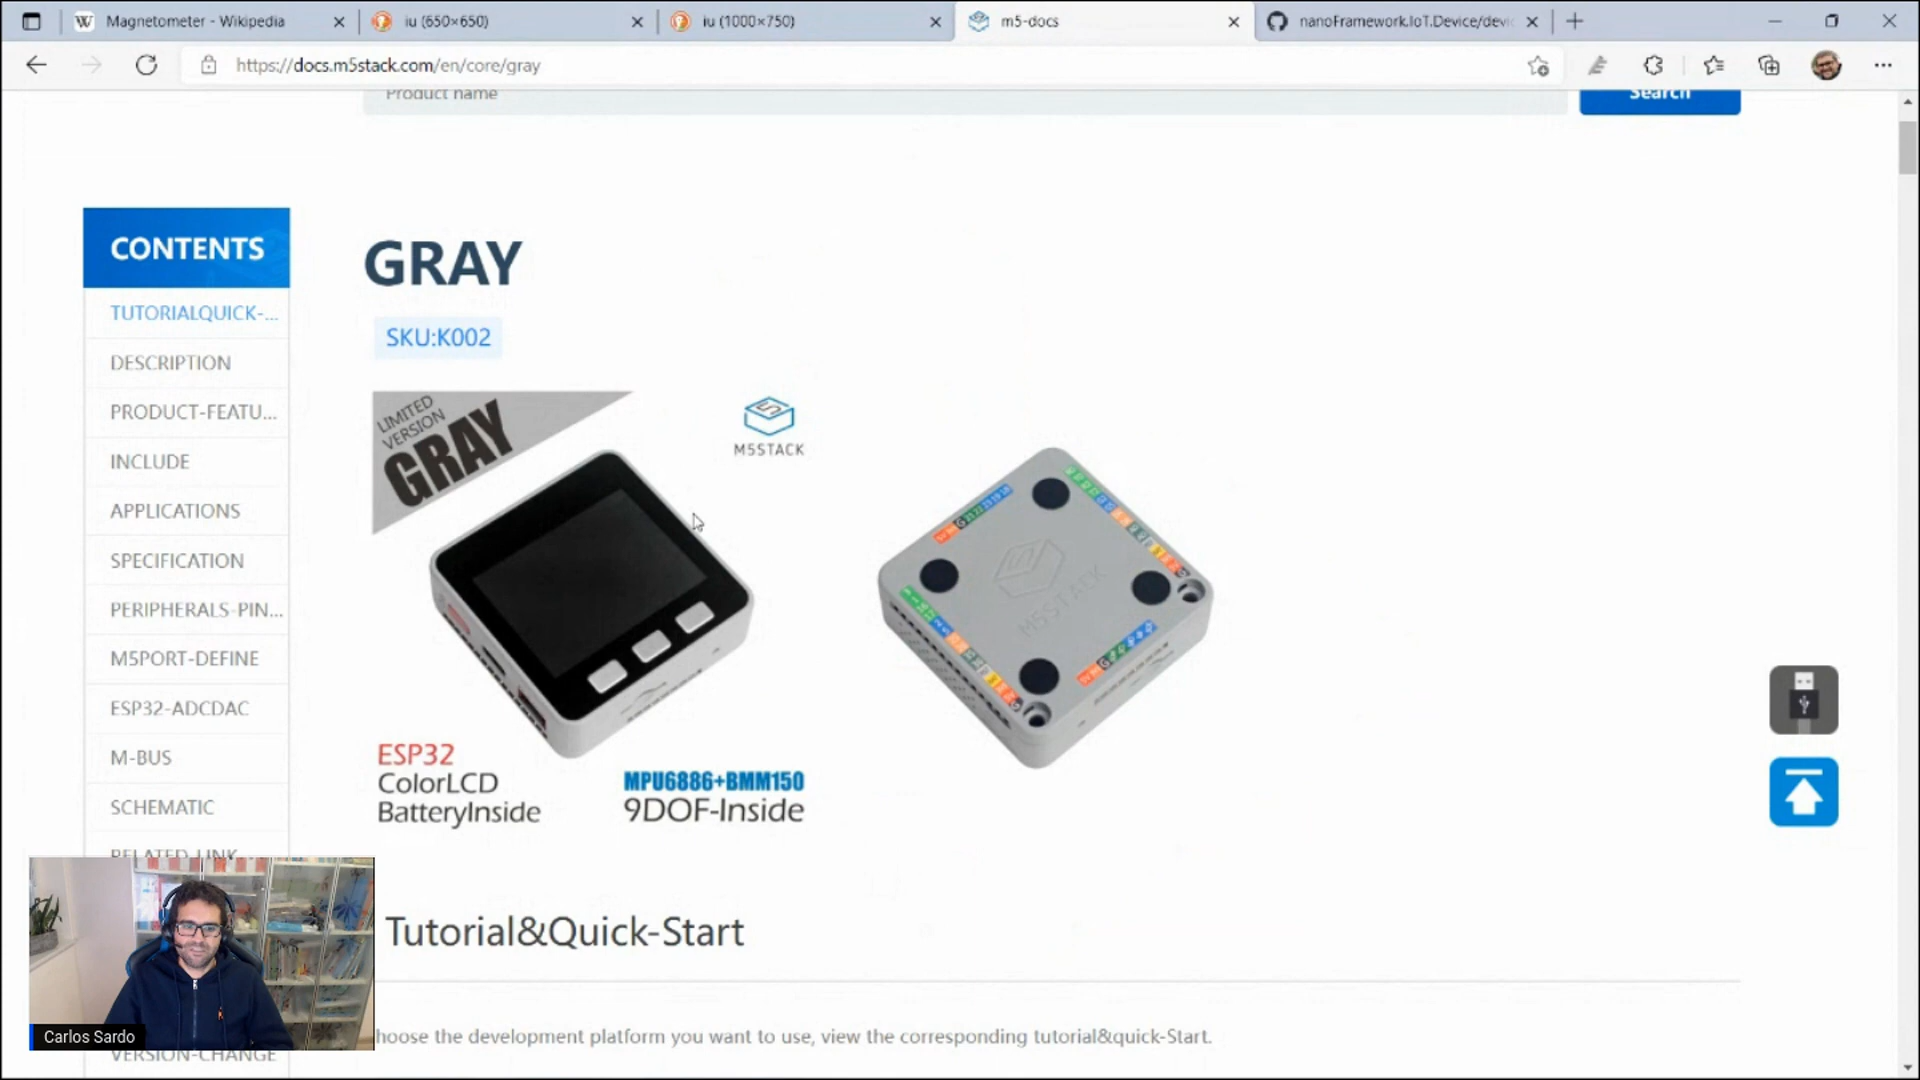 Magnetometer - Wikipedia
iu (650×650)
iu (1000×750)
m5-docs
nanoFramework.IoT.Device/devic
https://docs.m5stack.com/en/core/gray
Product name
Search
CONTENTS
TUTORIALQUICK-...
DESCRIPTION
PRODUCT-FEATU...
INCLUDE
APPLICATIONS
SPECIFICATION
PERIPHERALS-PIN...
M5PORT-DEFINE
ESP32-ADCDAC
M-BUS
SCHEMATIC
RELATED-LINK
VERSION-CHANGE
GRAY
SKU:K002
LIMITED
VERSION
GRAY
M5STACK
ESP32
ColorLCD
BatteryInside
MPU6886+BMM150
9DOF-Inside
M5STACK
Tutorial&Quick-Start
hoose the development platform you want to use, view the corresponding tutorial&quick-Start.
Carlos Sardo